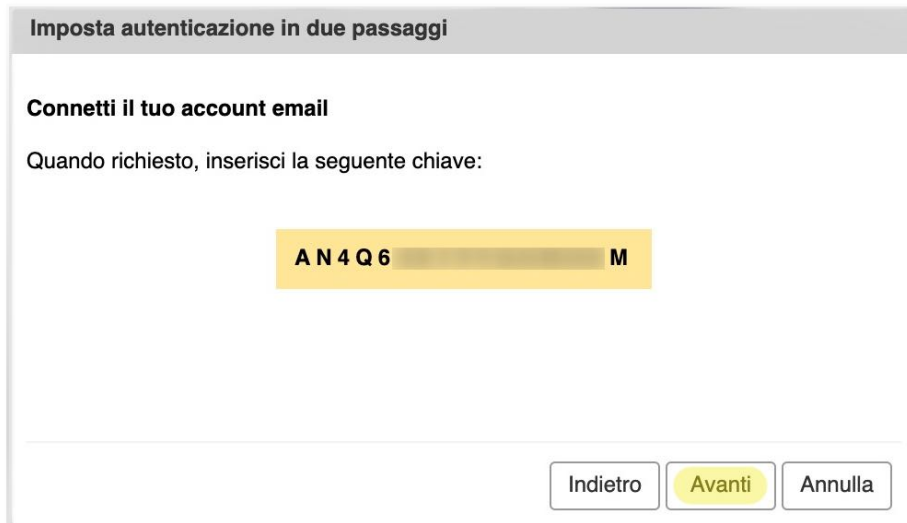 Imposta autenticazione in due passaggi
Connetti il tuo account email
Quando richiesto, inserisci la seguente chiave:
A N 4 Q 6 M
Indietro Avanti Annulla